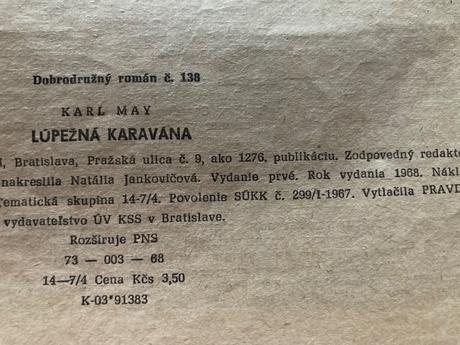 Dobrodružný román č. 138
KARL MAY
LÚPEŽNÁ KARAVÁNA
Bratislava, Pražská ulica č. 9, ako 1276. publikáciu. Zodpovedný redakto
nakreslila Natália Jankovičová. Vydanie prvé. Rok vydania 1968. Nákl
Tematická skupina 14-7/4. Povolenie SÚKK č. 299/I-1967. Vytlačila PRAVD
vydavateľstvo ÚV KSS v Bratislave.
Rozširuje PNS
73 — 003 — 68
14—7/4 Cena Kčs 3,50
K-03*91383